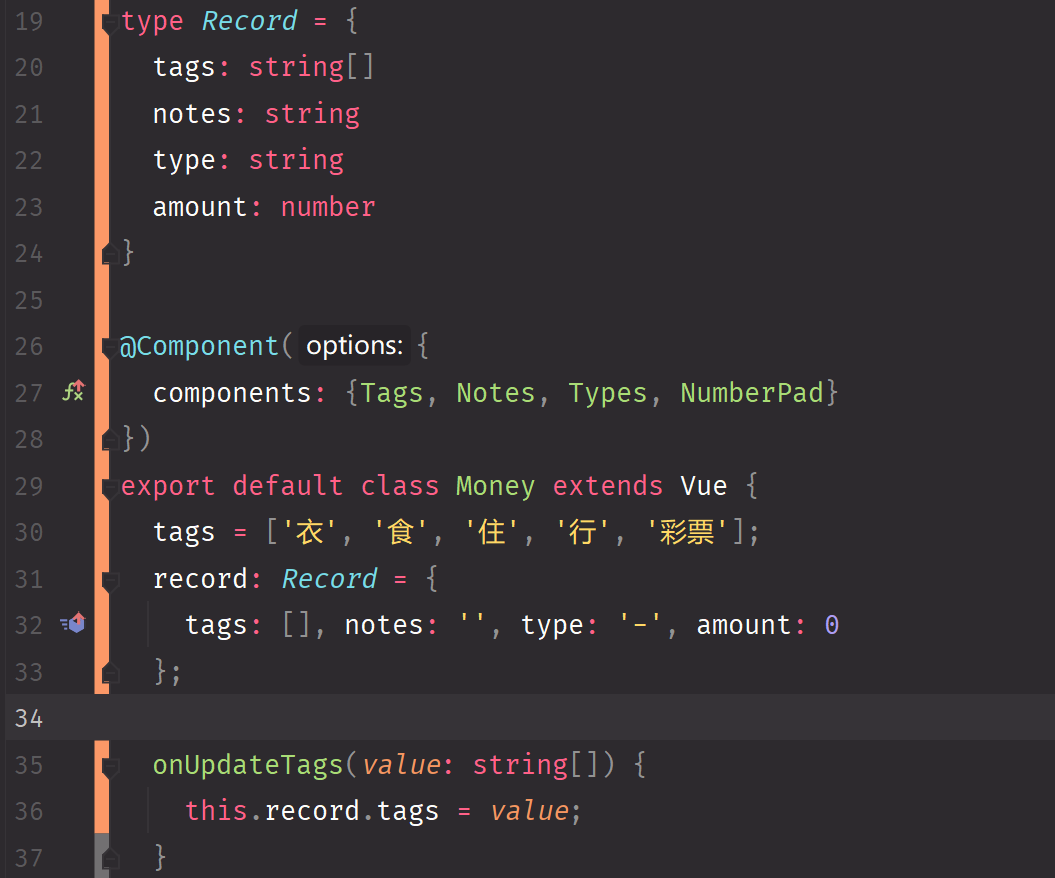 19 type Record = {
20   tags: string[]
21   notes: string
22   type: string
23   amount: number
24 }
25
26 @Component( options: {
27   components: {Tags, Notes, Types, NumberPad}
28 })
29 export default class Money extends Vue {
30   tags = ['衣', '食', '住', '行', '彩票'];
31   record: Record = {
32     tags: [], notes: '', type: '-', amount: 0
33   };
34
35   onUpdateTags(value: string[]) {
36     this.record.tags = value;
37   }